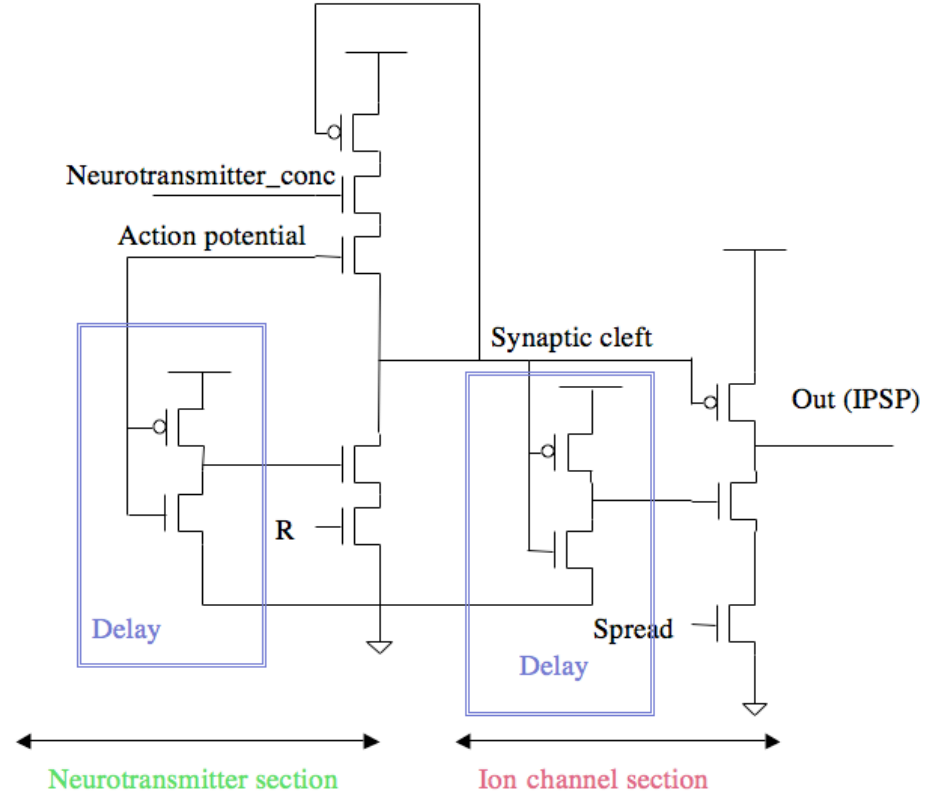 Neurotransmitter_conc
Action potential
Synaptic cleft
Out (IPSP)
R
Delay
Spread
Delay
Neurotransmitter section
Ion channel section